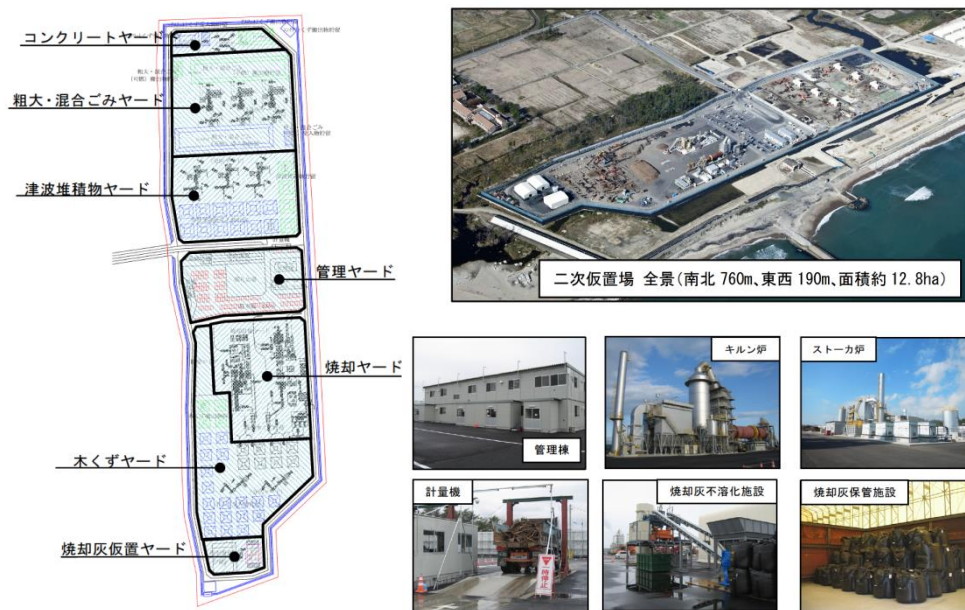 コンクリートヤード
粗大・混合ごみヤード
津波堆積物ヤード
管理ヤード
焼却ヤード
木くずヤード
焼却灰仮置ヤード
二次仮置場 全景(南北 760m、東西 190m、面積約 12.8ha)
管理棟
キルン炉
ストーカ炉
計量機
一時停止
焼却灰不溶化施設
焼却灰保管施設